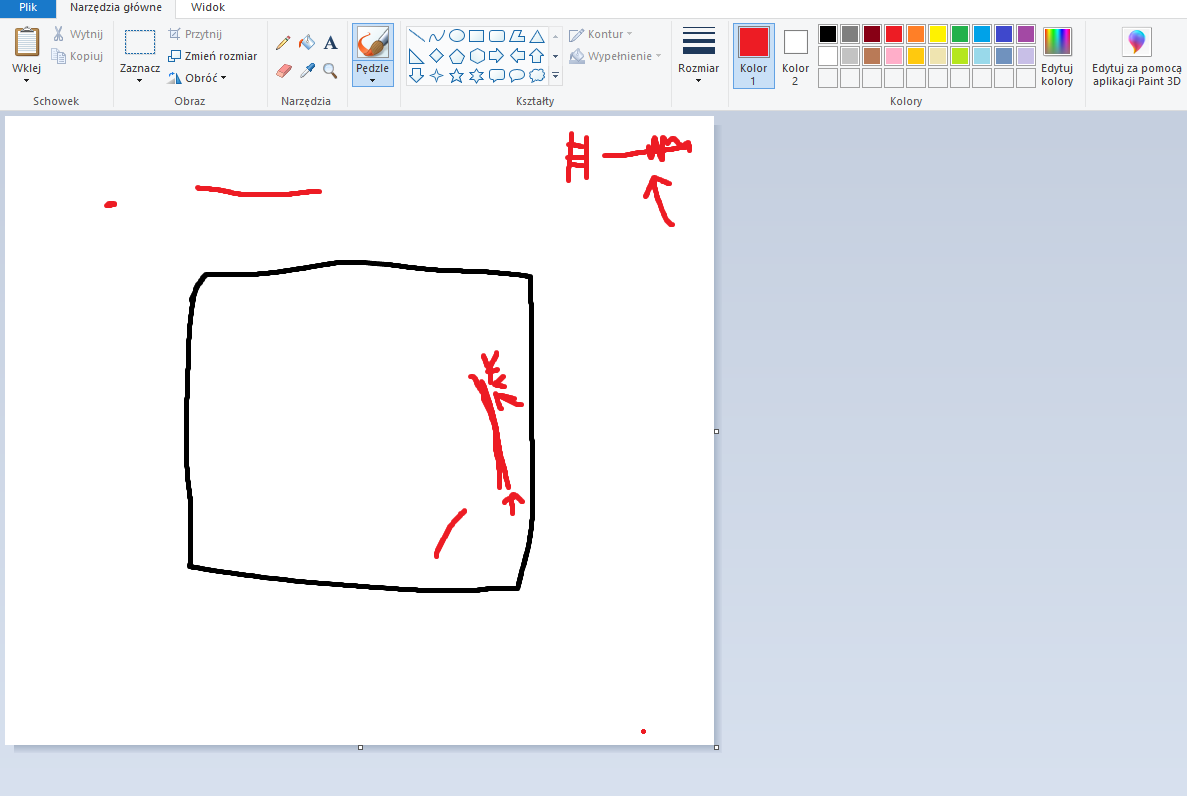 Plik Narzędzia główne Widok
Wklej Wytnij Kopiuj
Schowek
Zaznacz Przytnij Zmień rozmiar Obróć
Obraz
A
Narzędzia
Pędzle
Kontur Wypełnienie
Kształty
Rozmiar
Kolor 1 Kolor 2
Edytuj kolory
Kolory
Edytuj za pomocą aplikacji Paint 3D